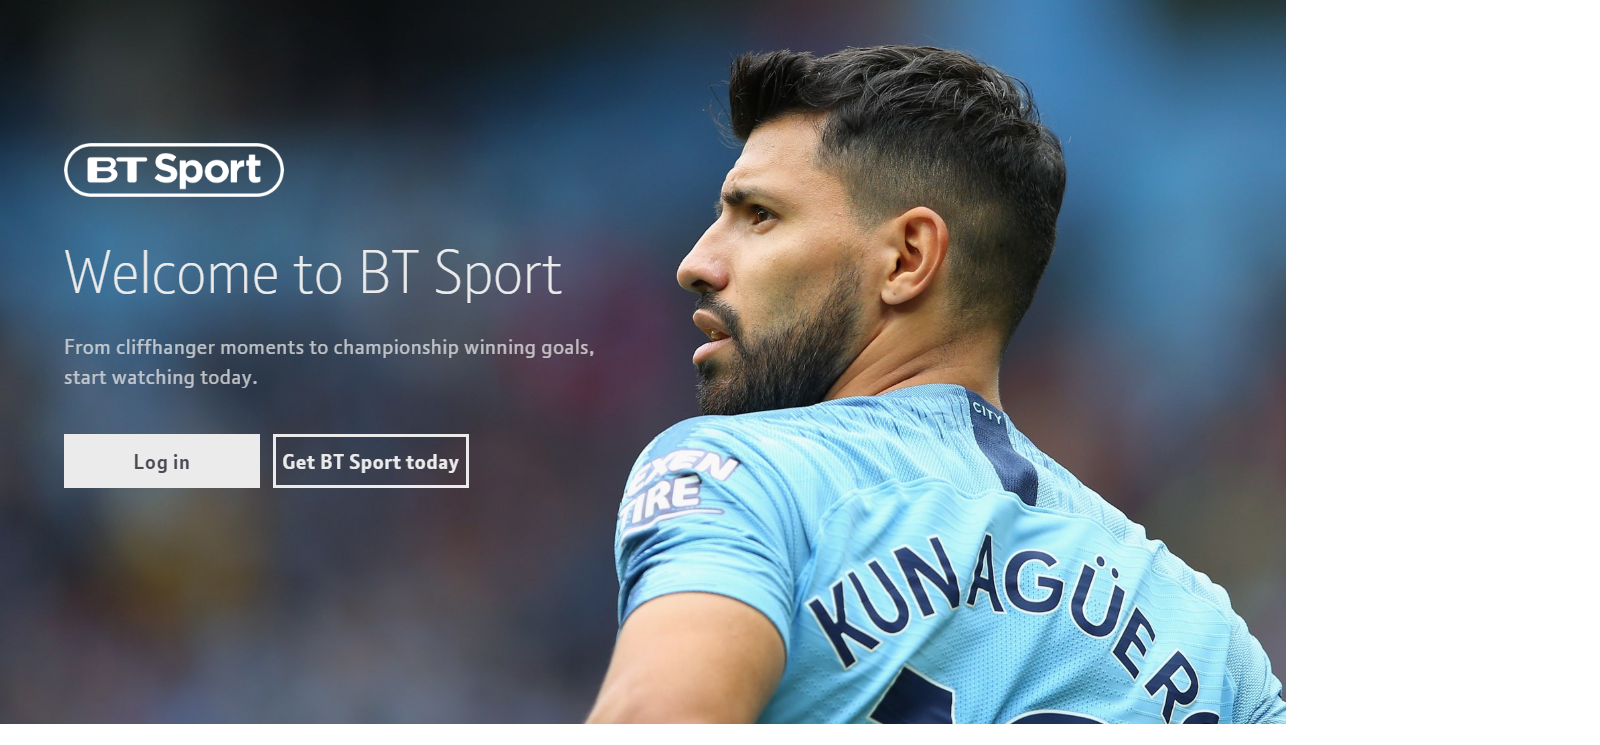 BT Sport
Welcome to BT Sport
From cliffhanger moments to championship winning goals,
start watching today.
Log in
Get BT Sport today
CITY
EXEN
TIRE
KUN AGÜERO